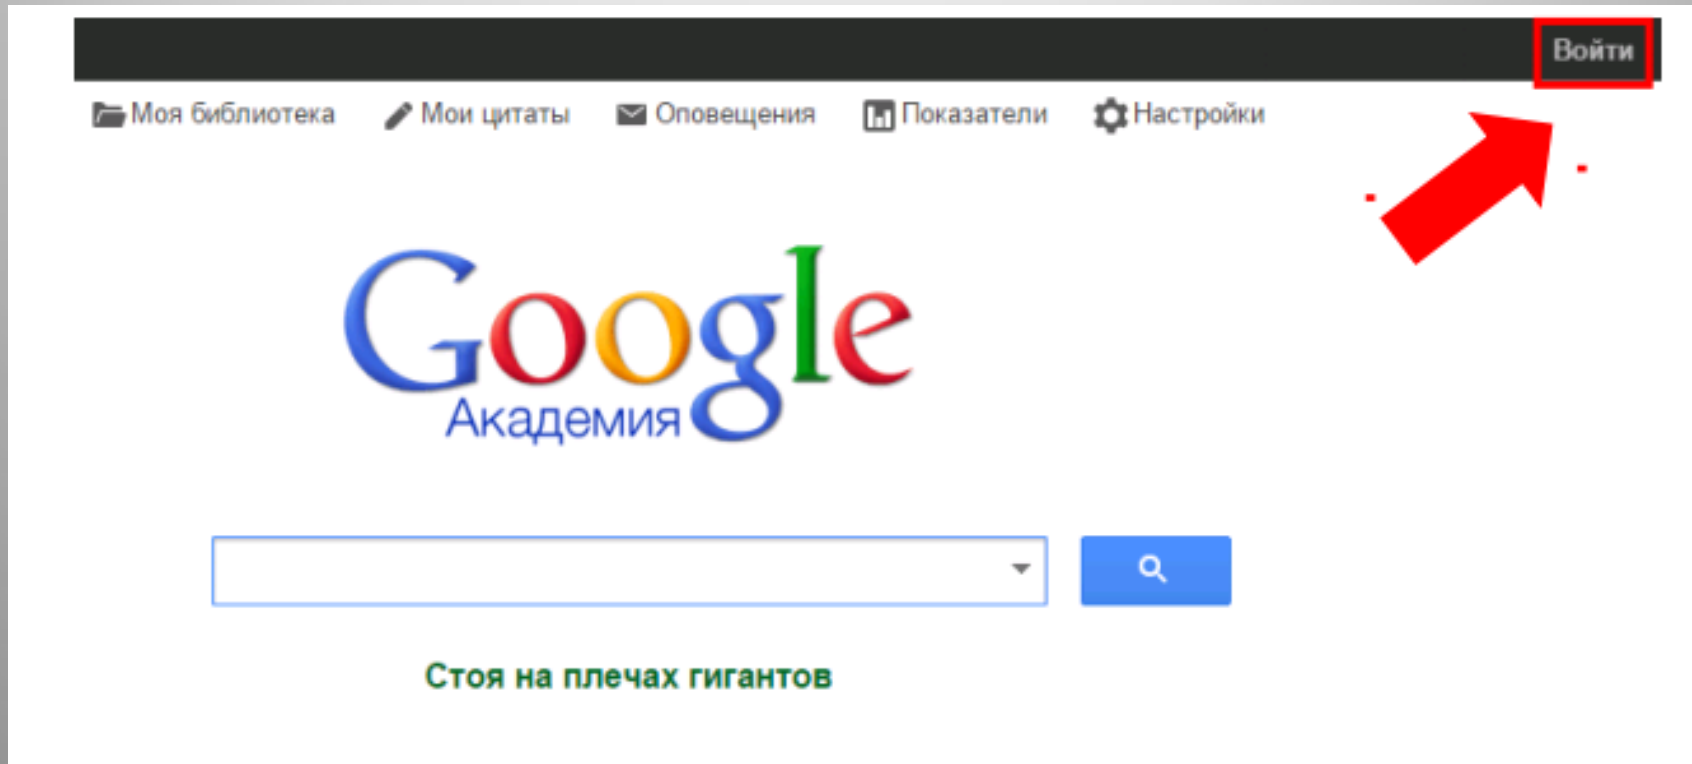 Войти
Моя библиотека Мои цитаты Оповещения Показатели Настройки
Google
Академия
Стоя на плечах гигантов